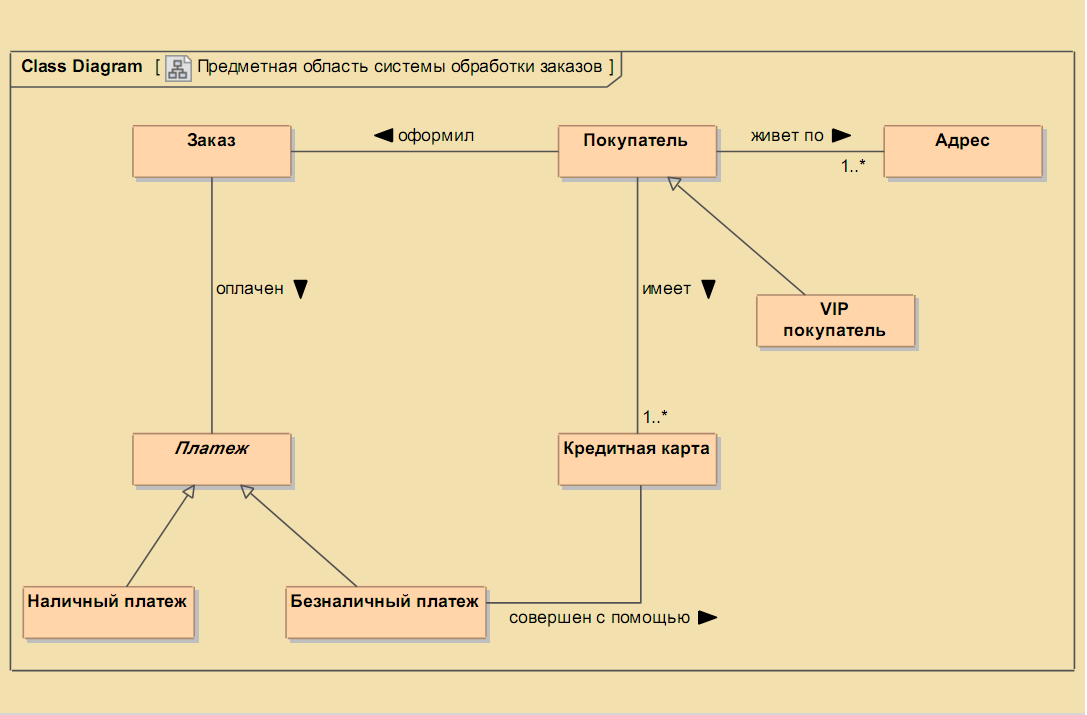 Class Diagram [ Предметная область системы обработки заказов ]
Заказ
оформил
Покупатель
живет по
1..*
Адрес
оплачен
имеет
VIP
покупатель
1..*
Платеж
Кредитная карта
Наличный платеж
Безналичный платеж
совершен с помощью